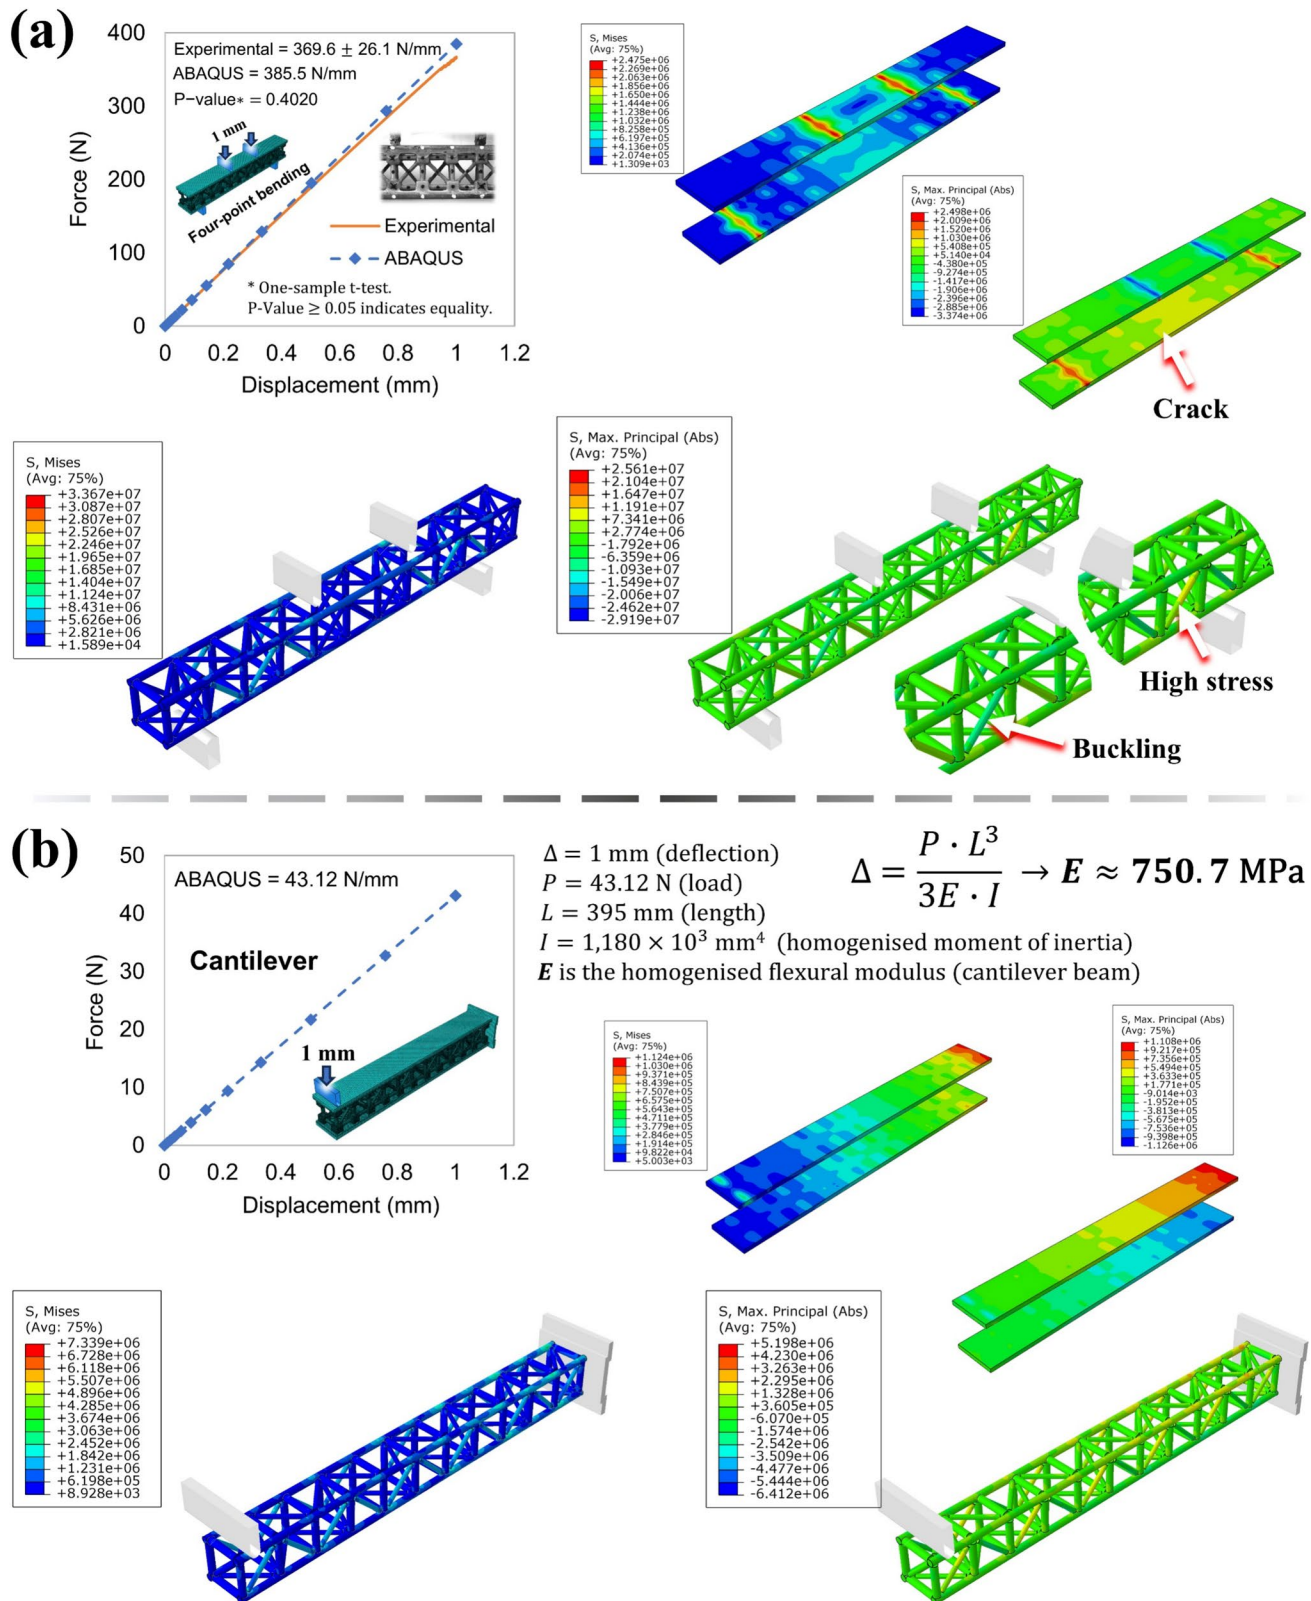 (a)
400
300
200
100
0
Force (N)
Experimental = 369.6 ± 26.1 N/mm
ABAQUS = 385.5 N/mm
P−value* = 0.4020
1 mm
Four-point bending
Experimental
ABAQUS
* One-sample t-test.
P-Value ≥ 0.05 indicates equality.
0 0.2 0.4 0.6 0.8 1 1.2
Displacement (mm)
S, Mises
(Avg: 75%)
+2.475e+06
+2.269e+06
+2.063e+06
+1.856e+06
+1.650e+06
+1.444e+06
+1.238e+06
+1.032e+06
+8.258e+05
+6.197e+05
+4.136e+05
+2.074e+05
+1.309e+03
S, Max. Principal (Abs)
(Avg: 75%)
+2.498e+06
+2.009e+06
+1.520e+06
+1.030e+06
+5.408e+05
+5.140e+04
-4.380e+05
-9.274e+05
-1.417e+06
-1.906e+06
-2.396e+06
-2.885e+06
-3.374e+06
Crack
S, Mises
(Avg: 75%)
+3.367e+07
+3.087e+07
+2.807e+07
+2.526e+07
+2.246e+07
+1.965e+07
+1.685e+07
+1.404e+07
+1.124e+07
+8.431e+06
+5.626e+06
+2.821e+06
+1.589e+04
S, Max. Principal (Abs)
(Avg: 75%)
+2.561e+07
+2.104e+07
+1.647e+07
+1.191e+07
+7.341e+06
+2.774e+06
-1.792e+06
-6.359e+06
-1.093e+07
-1.549e+07
-2.006e+07
-2.462e+07
-2.919e+07
High stress
Buckling
(b)
50
40
30
20
10
0
Force (N)
ABAQUS = 43.12 N/mm
Cantilever
1 mm
0 0.2 0.4 0.6 0.8 1 1.2
Displacement (mm)
Δ = 1 mm (deflection)
P = 43.12 N (load)
L = 395 mm (length)
I = 1,180 × 10³ mm⁴ (homogenised moment of inertia)
E is the homogenised flexural modulus (cantilever beam)
Δ = P · L³ / 3E · I → E ≈ 750.7 MPa
S, Mises
(Avg: 75%)
+1.124e+06
+1.030e+06
+9.371e+05
+8.439e+05
+7.507e+05
+6.575e+05
+5.643e+05
+4.711e+05
+3.779e+05
+2.846e+05
+1.914e+05
+9.822e+04
+5.003e+03
S, Max. Principal (Abs)
(Avg: 75%)
+1.108e+06
+9.217e+05
+7.356e+05
+5.494e+05
+3.633e+05
+1.771e+05
-9.014e+03
-1.952e+05
-3.813e+05
-5.675e+05
-7.536e+05
-9.398e+05
-1.126e+06
S, Mises
(Avg: 75%)
+7.339e+06
+6.728e+06
+6.118e+06
+5.507e+06
+4.896e+06
+4.285e+06
+3.674e+06
+3.063e+06
+2.452e+06
+1.842e+06
+1.231e+06
+6.198e+05
+8.928e+03
S, Max. Principal (Abs)
(Avg: 75%)
+5.198e+06
+4.230e+06
+3.263e+06
+2.295e+06
+1.328e+06
+3.605e+05
-6.070e+05
-1.574e+06
-2.542e+06
-3.509e+06
-4.477e+06
-5.444e+06
-6.412e+06